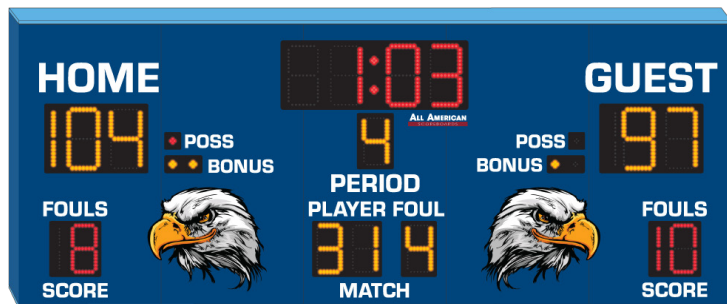 1:03
HOME
GUEST
ALL AMERICAN
SCOREBOARDS
104
4
97
POSS
POSS
BONUS
BONUS
PERIOD
FOULS
PLAYER FOUL
FOULS
8
31 4
10
SCORE
MATCH
SCORE